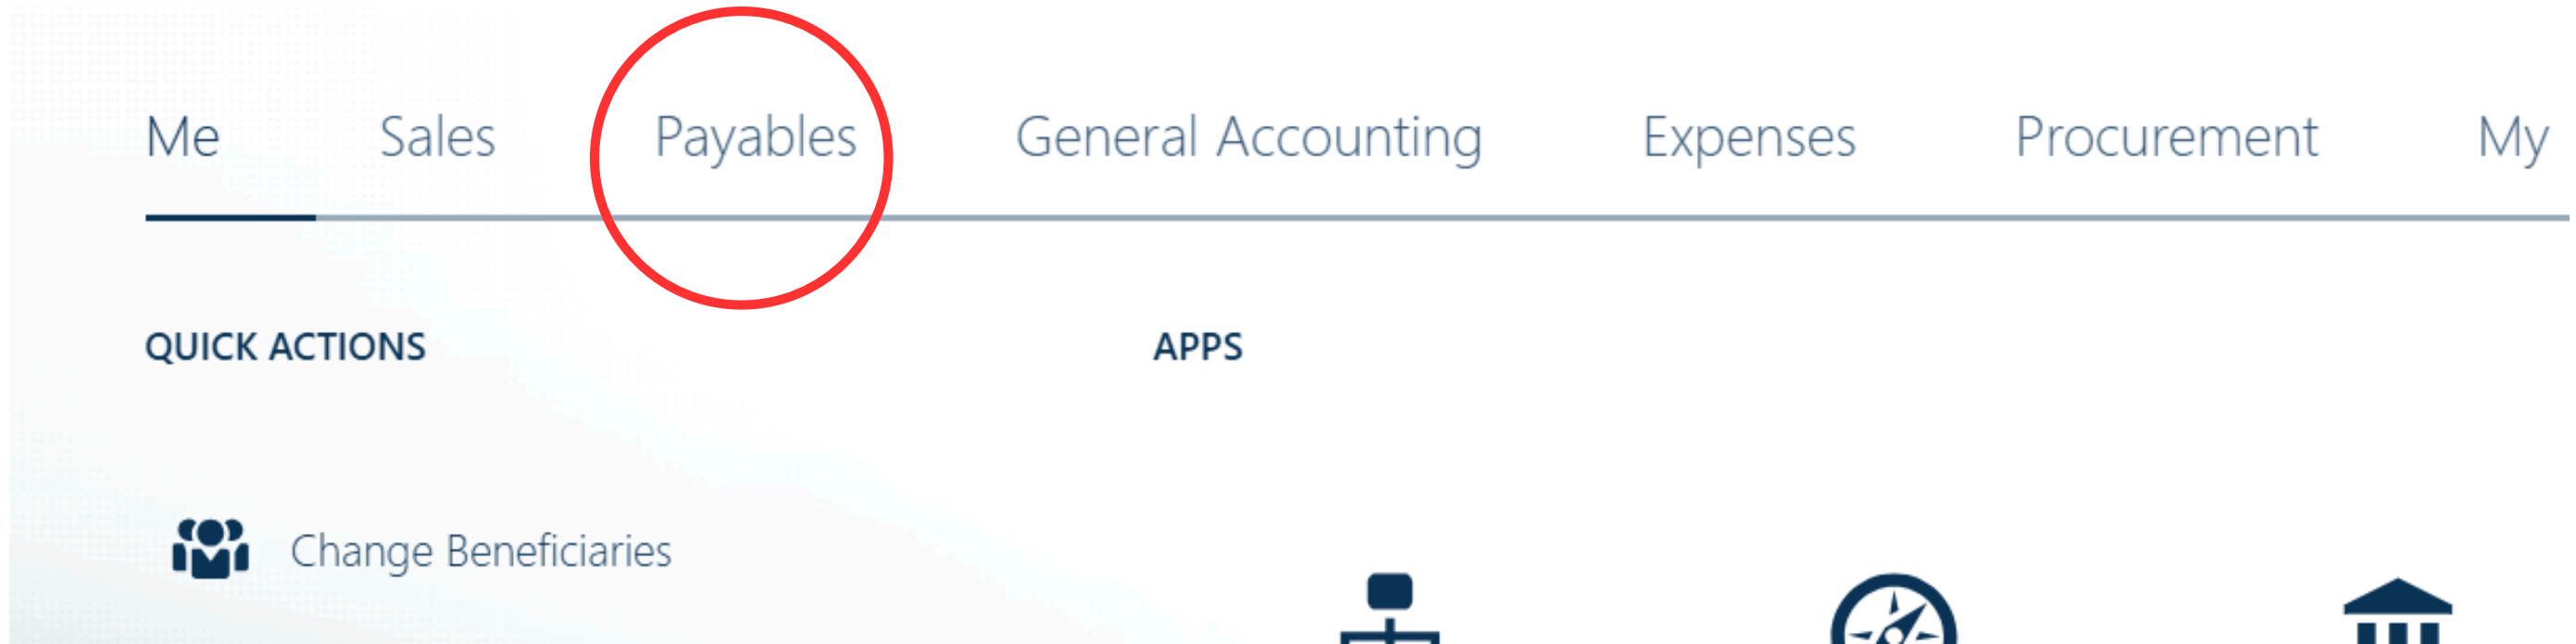 Me Sales Payables General Accounting Expenses Procurement My
QUICK ACTIONS APPS
Change Beneficiaries